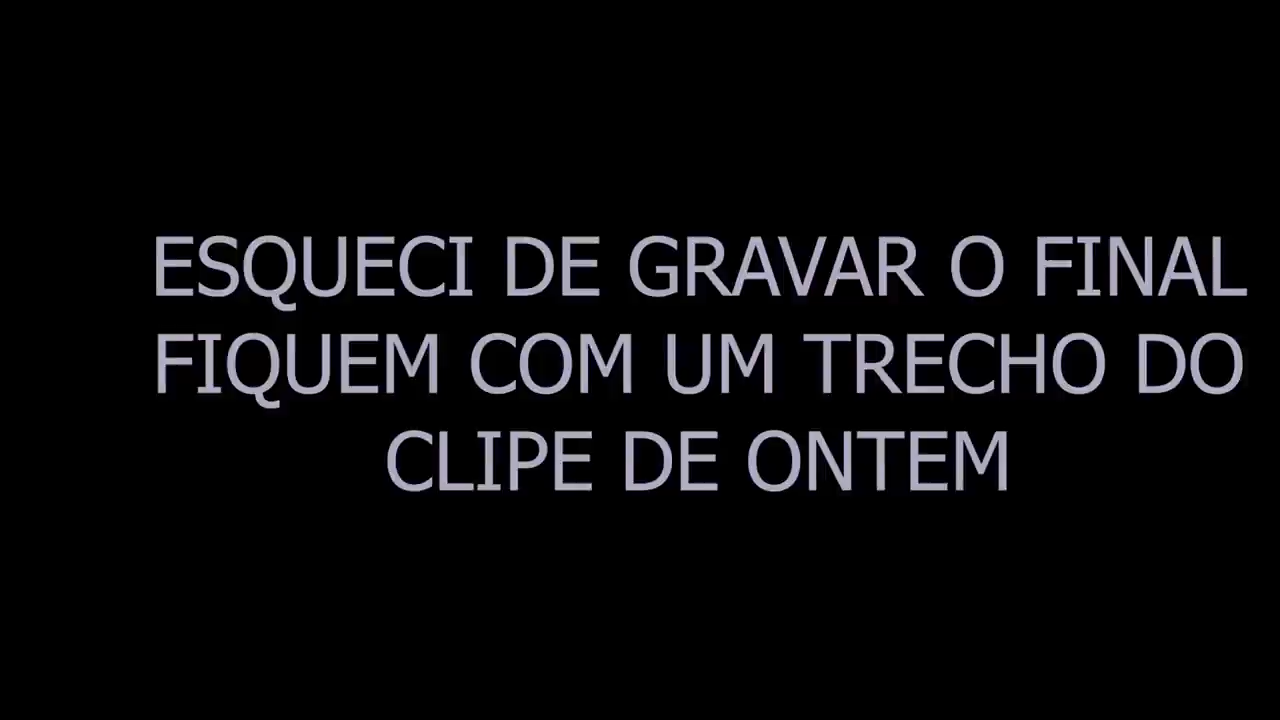 ESQUECI DE GRAVAR O FINAL
FIQUEM COM UM TRECHO DO
CLIPE DE ONTEM